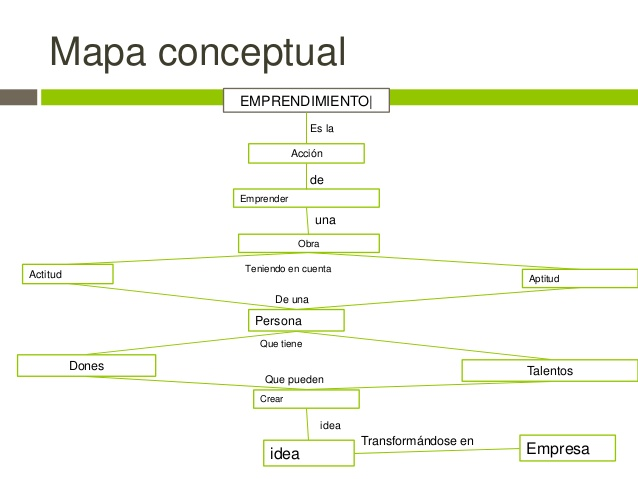 Mapa conceptual
EMPRENDIMIENTO|
Es la
Acción
de
Emprender
una
Obra
Teniendo en cuenta
Actitud
Aptitud
De una
Persona
Que tiene
Dones
Talentos
Que pueden
Crear
idea
idea
Transformándose en
Empresa